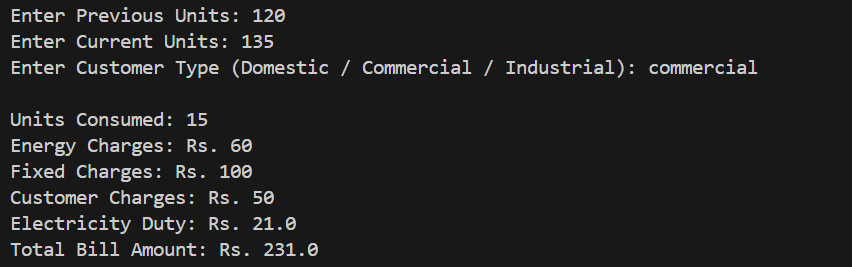 Enter Previous Units: 120
Enter Current Units: 135
Enter Customer Type (Domestic / Commercial / Industrial): commercial
Units Consumed: 15
Energy Charges: Rs. 60
Fixed Charges: Rs. 100
Customer Charges: Rs. 50
Electricity Duty: Rs. 21.0
Total Bill Amount: Rs. 231.0